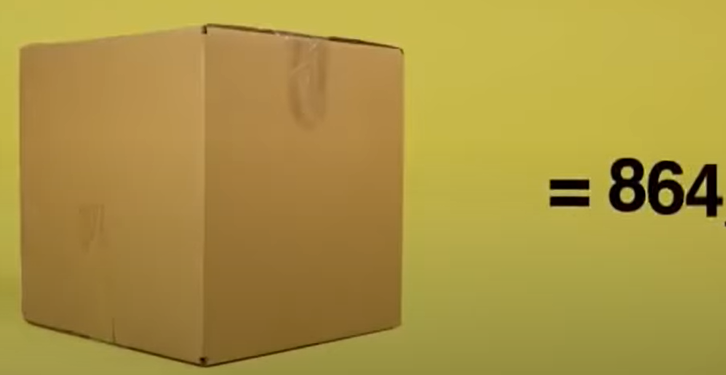 = 864,